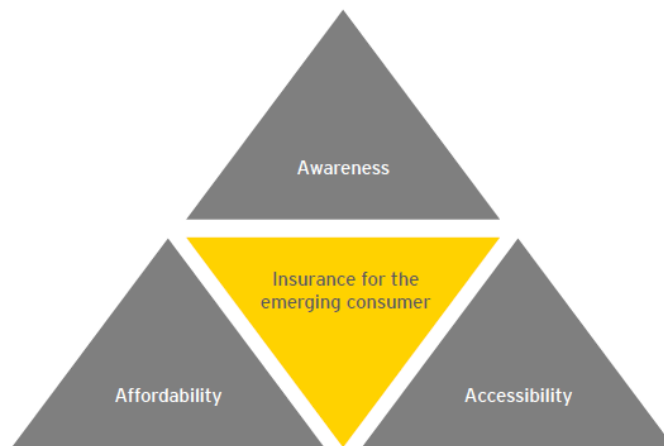 Awareness
Insurance for the
emerging consumer
Affordability
Accessibility